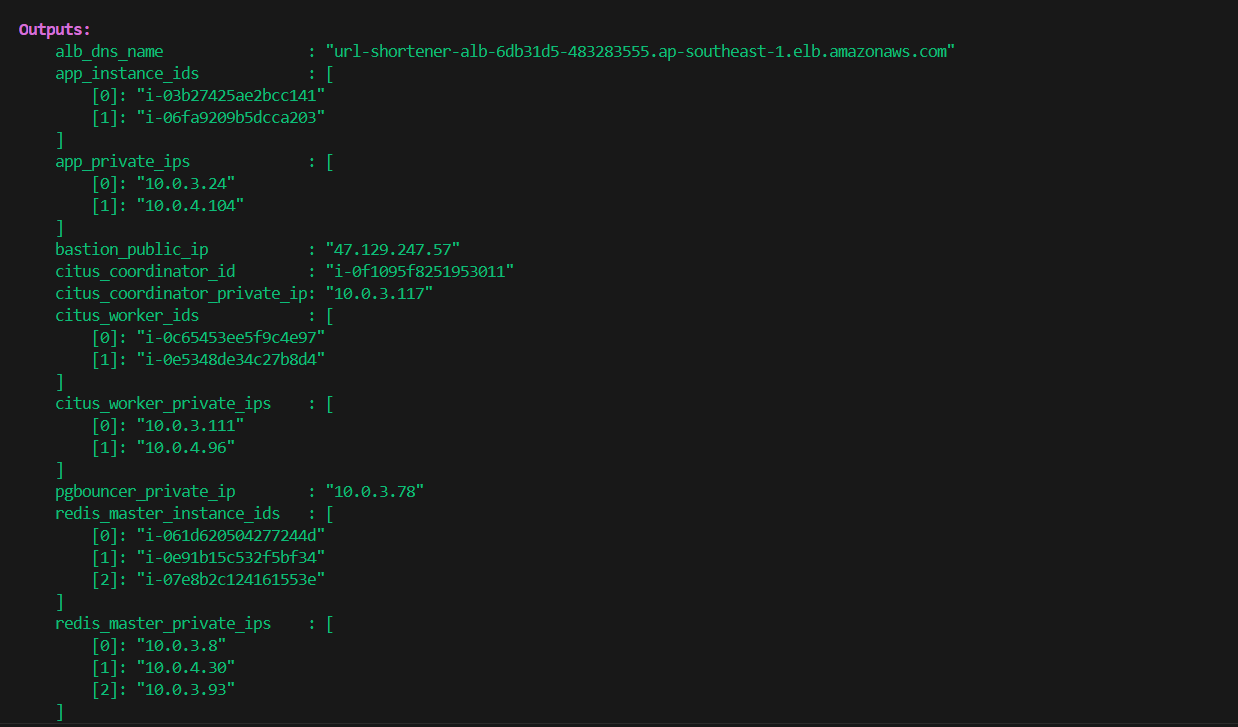 Outputs:
    alb_dns_name                : "url-shortener-alb-6db31d5-483283555.ap-southeast-1.elb.amazonaws.com"
    app_instance_ids            : [
        [0]: "i-03b27425ae2bcc141"
        [1]: "i-06fa9209b5dcca203"
    ]
    app_private_ips             : [
        [0]: "10.0.3.24"
        [1]: "10.0.4.104"
    ]
    bastion_public_ip           : "47.129.247.57"
    citus_coordinator_id        : "i-0f1095f8251953011"
    citus_coordinator_private_ip: "10.0.3.117"
    citus_worker_ids            : [
        [0]: "i-0c65453ee5f9c4e97"
        [1]: "i-0e5348de34c27b8d4"
    ]
    citus_worker_private_ips    : [
        [0]: "10.0.3.111"
        [1]: "10.0.4.96"
    ]
    pgbouncer_private_ip        : "10.0.3.78"
    redis_master_instance_ids   : [
        [0]: "i-061d620504277244d"
        [1]: "i-0e91b15c532f5bf34"
        [2]: "i-07e8b2c124161553e"
    ]
    redis_master_private_ips    : [
        [0]: "10.0.3.8"
        [1]: "10.0.4.30"
        [2]: "10.0.3.93"
    ]